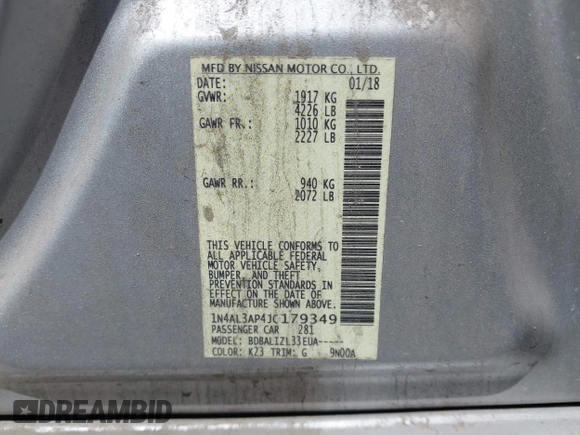 MFD BY NISSAN MOTOR CO., LTD.
DATE: 01/18
GVWR: 1917 KG
4226 LB
GAWR FR.: 1010 KG
2227 LB
GAWR RR.: 940 KG
2072 LB
THIS VEHICLE CONFORMS TO
ALL APPLICABLE FEDERAL
MOTOR VEHICLE SAFETY,
BUMPER, AND THEFT
PREVENTION STANDARDS IN
EFFECT ON THE DATE OF
MANUFACTURE SHOWN ABOVE.
1N4AL3AP4JC179349
PASSENGER CAR 281
MODEL: BDBALIZL33EUA-----
COLOR: K23 TRIM: G 9N00A
DREAMBID